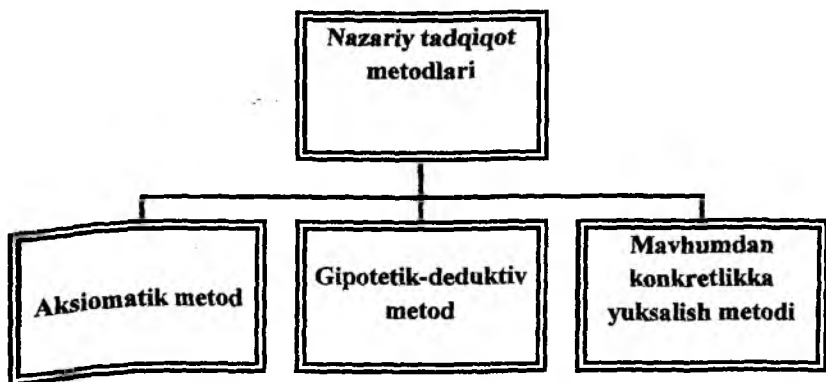 Nazariy tadqiqot
metodlari
Aksiomatik metod
Gipotetik-deduktiv
metod
Mavhumdan
konkretlikka
yuksalish metodi